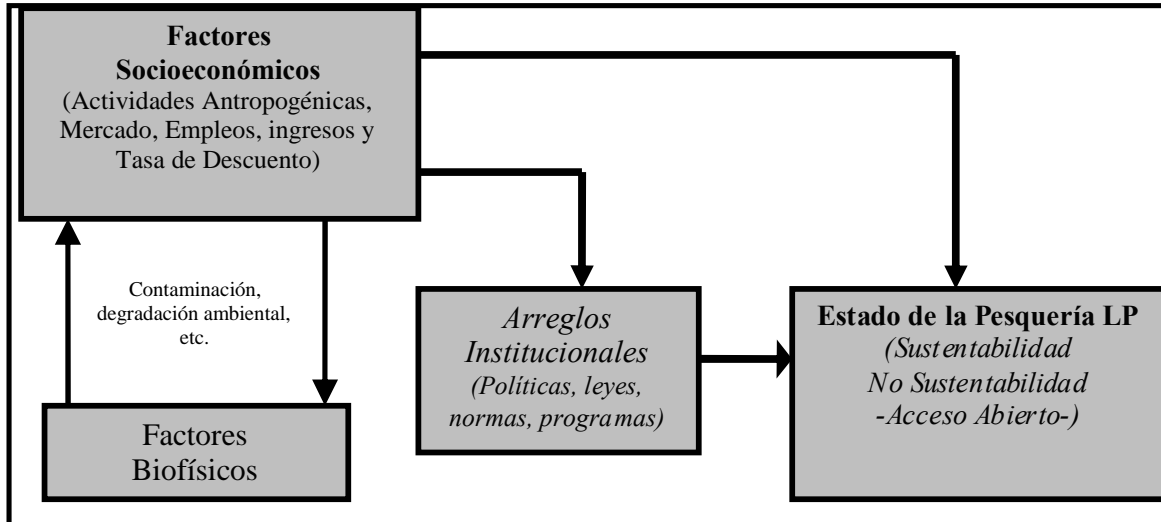 Factores
Socioeconómicos
(Actividades Antropogénicas,
Mercado, Empleos, ingresos y
Tasa de Descuento)
Contaminación,
degradación ambiental,
etc.
Factores
Biofísicos
Arreglos
Institucionales
(Políticas, leyes,
normas, programas)
Estado de la Pesquería LP
(Sustentabilidad
No Sustentabilidad
-Acceso Abierto-)